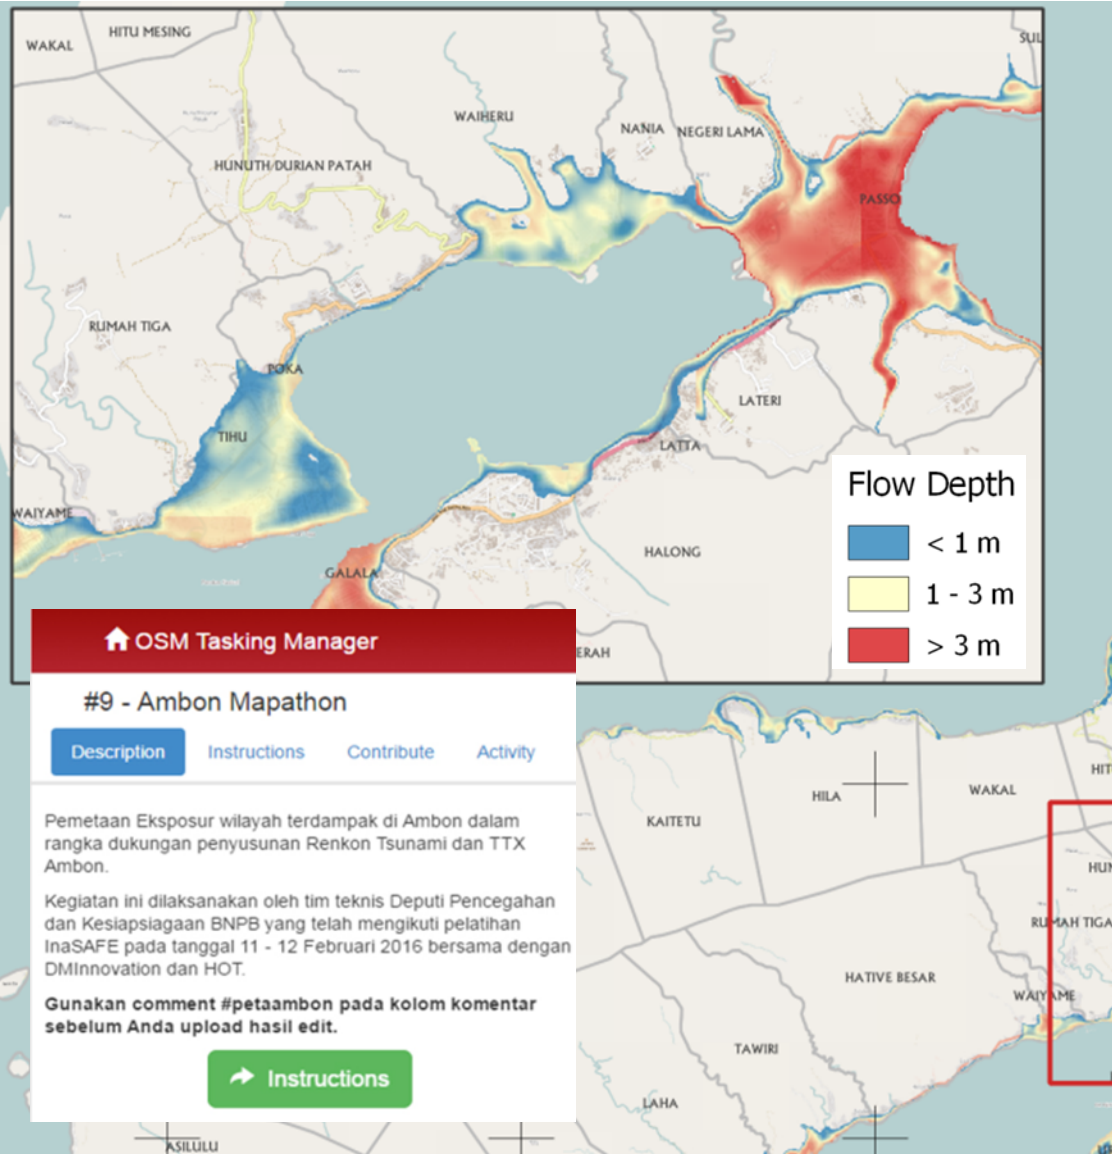 WAKAL
HITU MESING
SUL
WAIHERU
NANIA
NEGERI LAMA
HUNUTH/DURIAN PATAH
PASSO
RUMAH TIGA
POKA
LATERI
TIHU
LATTA
WAIYAME
HALONG
GALALA
ERAH
Flow Depth
< 1 m
1 - 3 m
> 3 m
OSM Tasking Manager
#9 - Ambon Mapathon
Description
Instructions
Contribute
Activity
Pemetaan Eksposur wilayah terdampak di Ambon dalam
rangka dukungan penyusunan Renkon Tsunami dan TTX
Ambon.
Kegiatan ini dilaksanakan oleh tim teknis Deputi Pencegahan
dan Kesiapsiagaan BNPB yang telah mengikuti pelatihan
InaSAFE pada tanggal 11 - 12 Februari 2016 bersama dengan
DMInnovation dan HOT.
Gunakan comment #petaambon pada kolom komentar
sebelum Anda upload hasil edit.
Instructions
HIT
HILA
WAKAL
KAITETU
HUN
RUMAH TIGA
HATIVE BESAR
WAIYAME
TAWIRI
LAHA
ASILULU